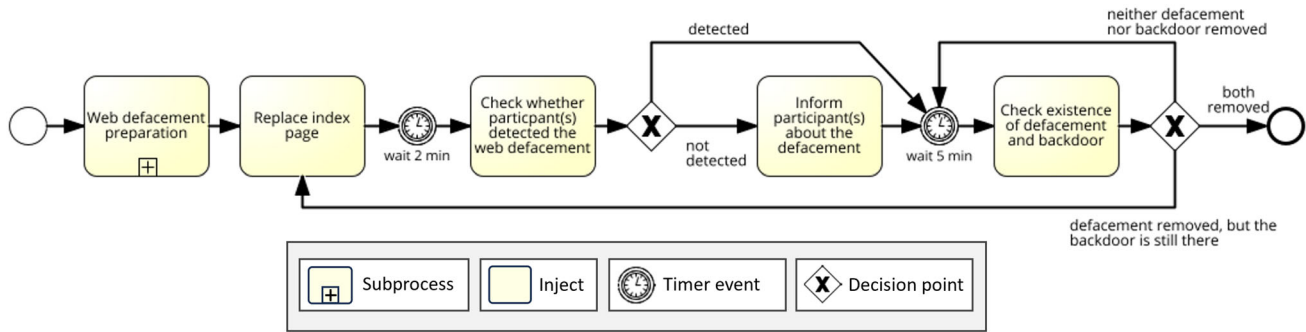 neither defacement
nor backdoor removed
detected
Web defacement
preparation
Replace index
page
wait 2 min
Check whether
particpant(s)
detected the
web defacement
X
not
detected
Inform
participant(s)
about the
defacement
wait 5 min
Check existence
of defacement
and backdoor
X
both
removed
defacement removed, but the
backdoor is still there
Subprocess
Inject
Timer event
X
Decision point